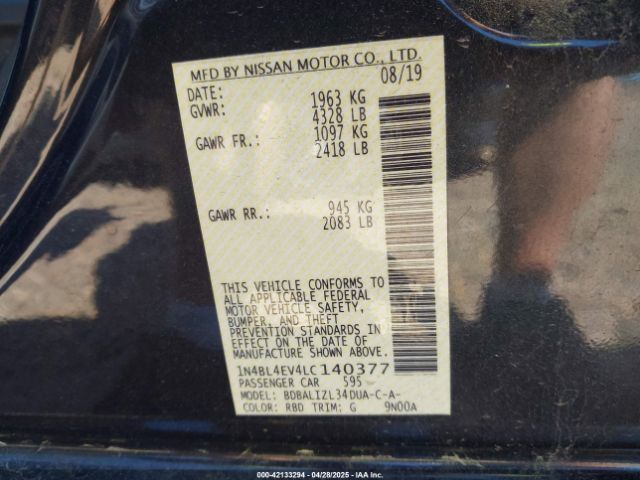 MFD BY NISSAN MOTOR CO., LTD.
DATE: 08/19
GVWR: 1963 KG
4328 LB
GAWR FR.: 1097 KG
2418 LB
GAWR RR.: 945 KG
2083 LB
THIS VEHICLE CONFORMS TO
ALL APPLICABLE FEDERAL
MOTOR VEHICLE SAFETY,
BUMPER, AND THEFT
PREVENTION STANDARDS IN
EFFECT ON THE DATE OF
MANUFACTURE SHOWN ABOVE.
1N4BL4EV4LC140377
PASSENGER CAR 595
MODEL: BDBALIZL34DUA-C-A-
COLOR: RBD TRIM: G 9N00A
000-42133294 - 04/28/2025 - IAA Inc.